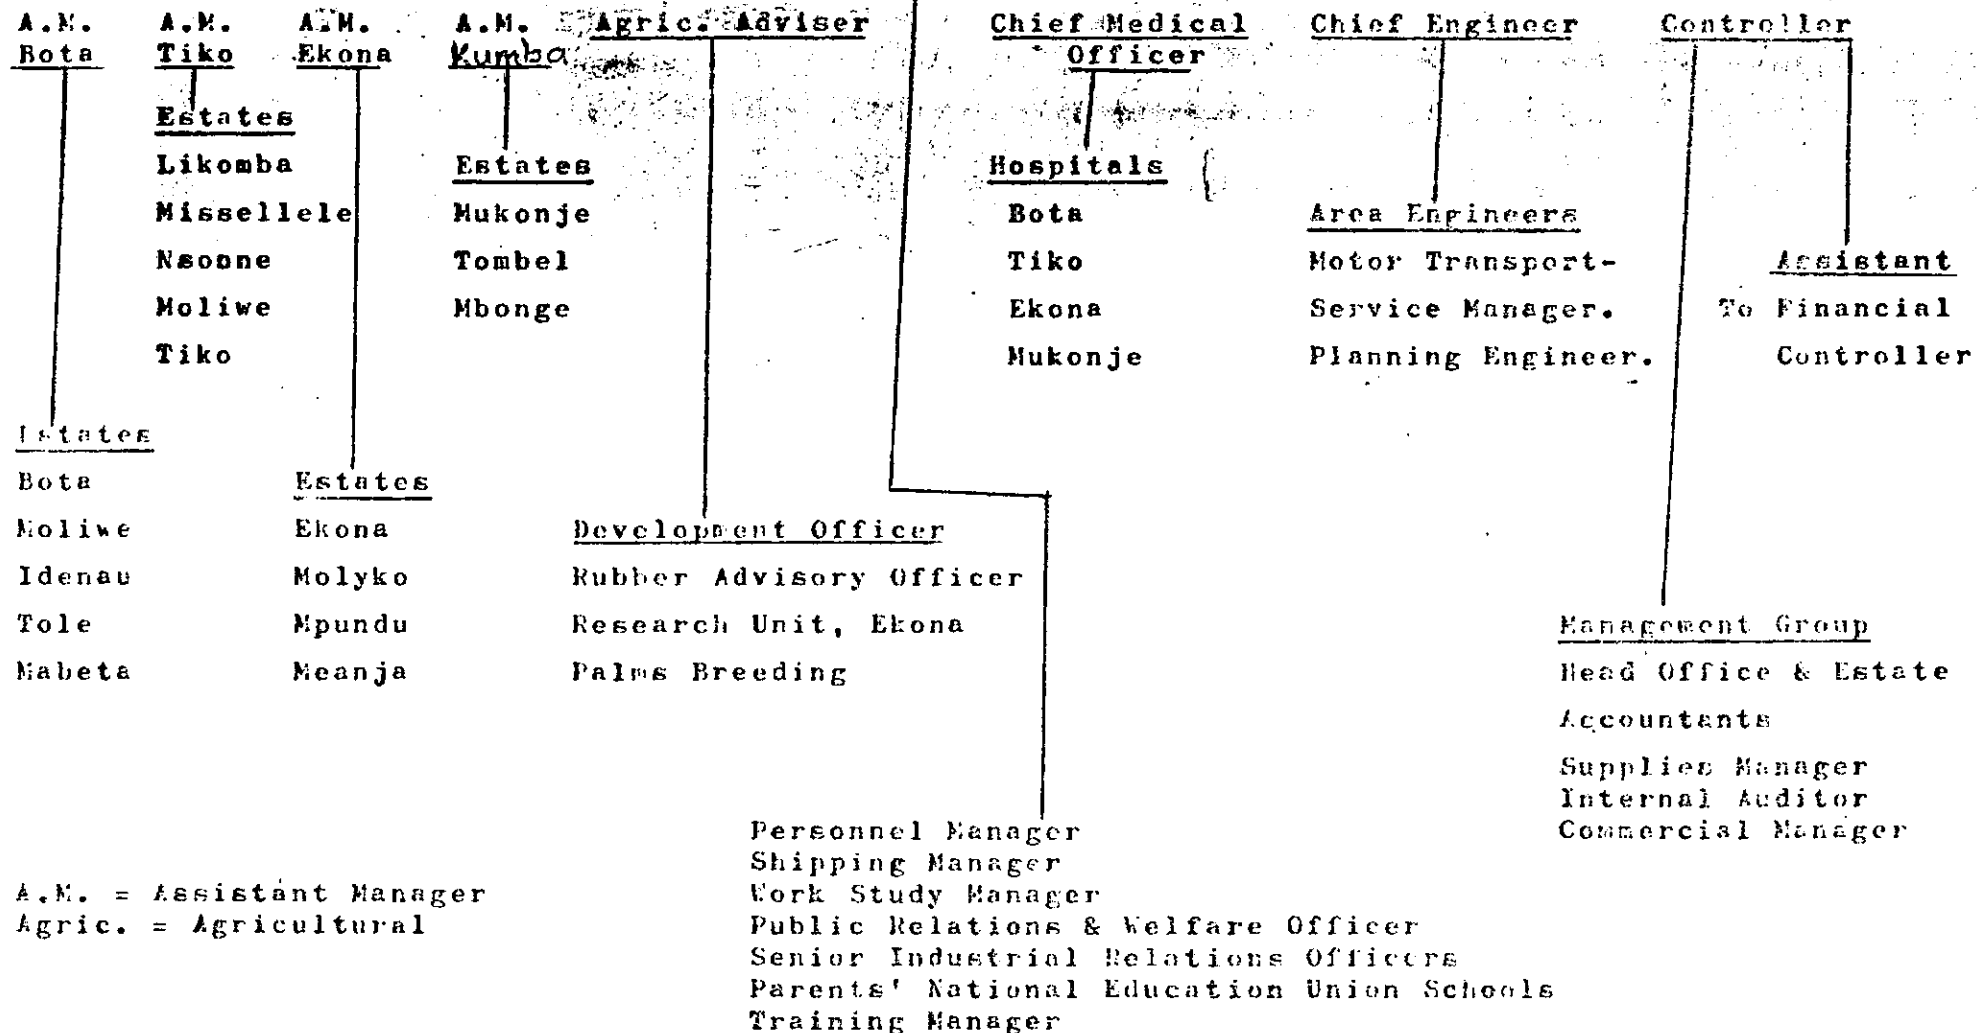 A.M. A.M. A.M. A.M. Agric. Adviser Chief Medical Chief Engineer Controller
Bota Tiko Ekona Kumba Officer
Estates
Likomba Estates Hospitals
Missellele Mukonje Bota Area Engineers
Nsoone Tombel Tiko Motor Transport- Assistant
Moliwe Mbonge Ekona Service Manager. To Financial
Tiko Mukonje Planning Engineer. Controller
Estates
Bota Estates
Moliwe Ekona Development Officer
Idenau Molyko Rubber Advisory Officer
Tole Mpundu Research Unit, Ekona Management Group
Mabeta Meanja Palms Breeding Head Office & Estate
Accountants
Supplies Manager
Internal Auditor
Personnel Manager Commercial Manager
Shipping Manager
A.M. = Assistant Manager Work Study Manager
Agric. = Agricultural Public Relations & Welfare Officer
Senior Industrial Relations Officers
Parents' National Education Union Schools
Training Manager